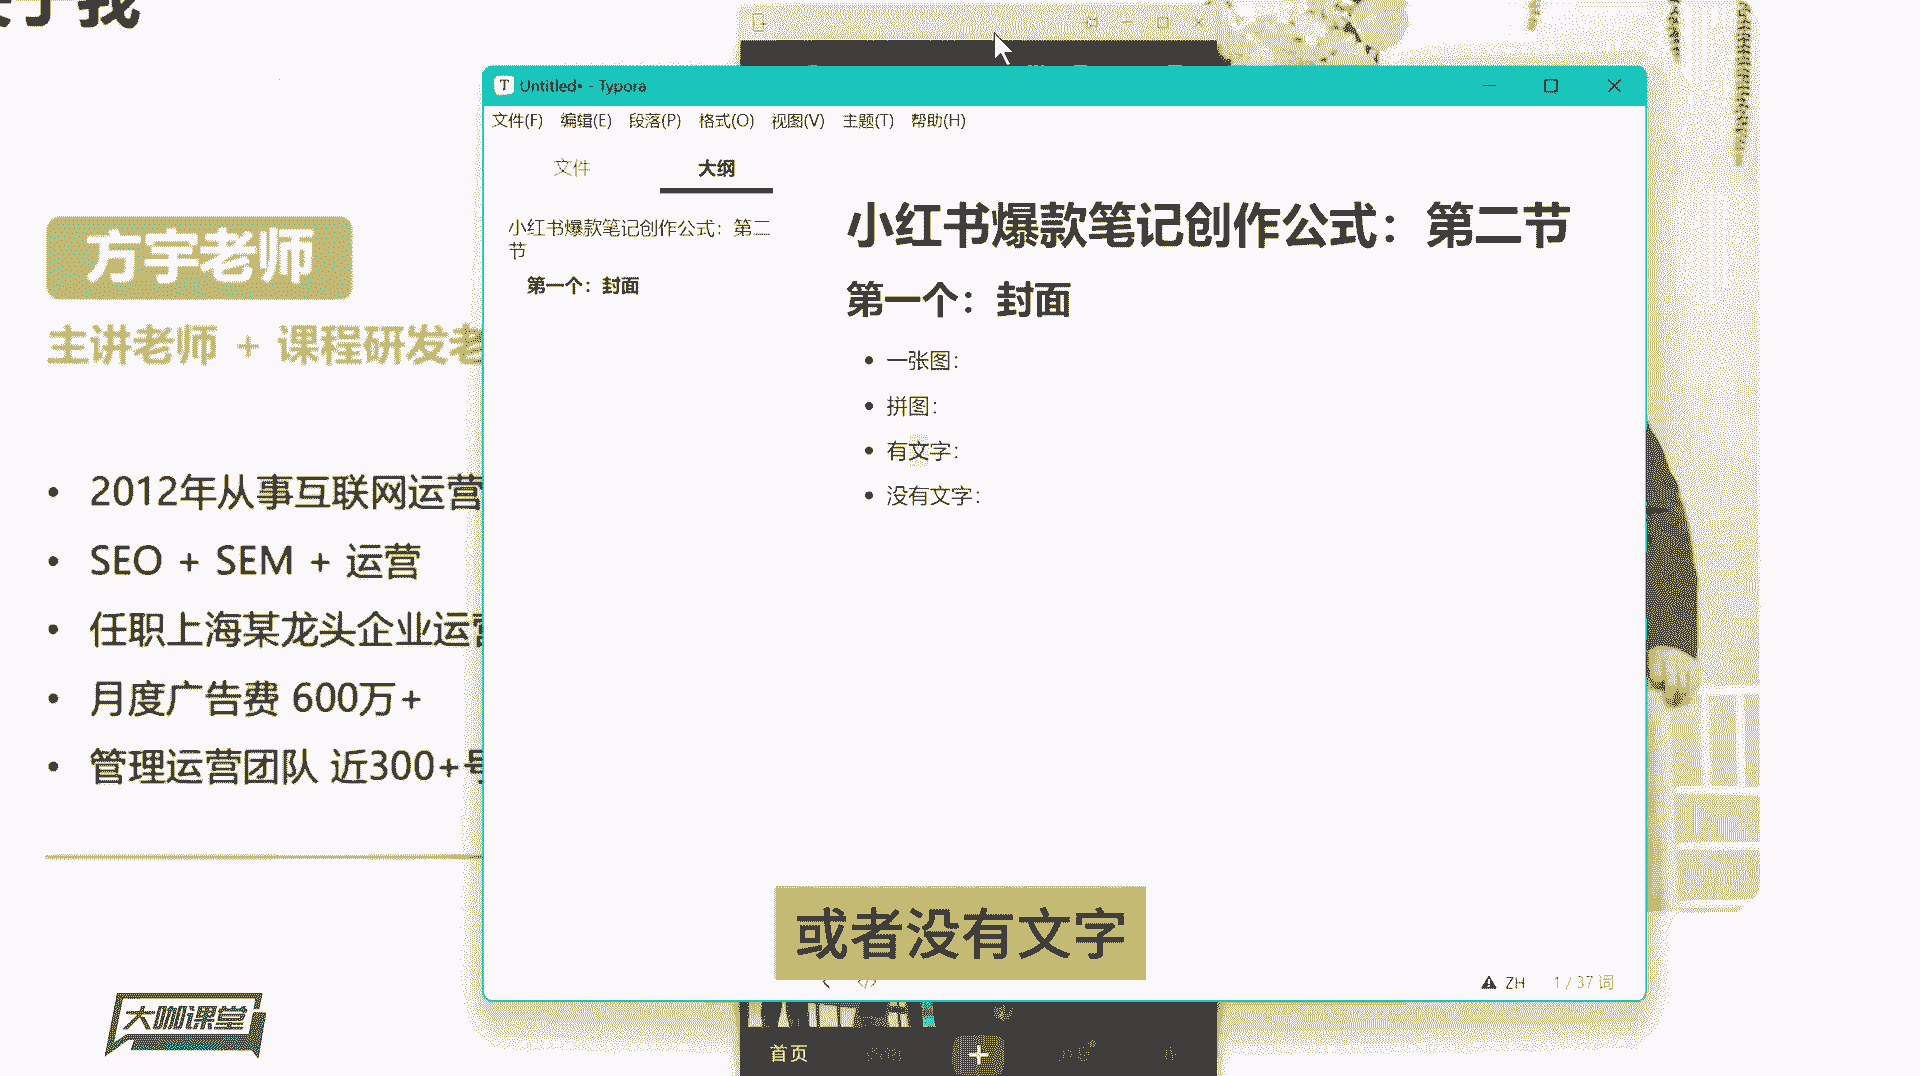 Untitled• - Typora
文件(F) 编辑(E) 段落(P) 格式(O) 视图(V) 主题(T) 帮助(H)
文件 大纲
小红书爆款笔记创作公式：第二
节
第一个：封面
小红书爆款笔记创作公式：第二节
第一个：封面
一张图：
拼图：
有文字：
没有文字：
ZH 1 / 37 词
方宇老师
主讲老师 + 课程研发老
2012年从事互联网运营
SEO + SEM + 运营
任职上海某龙头企业运营
月度广告费 600万+
管理运营团队 近300+号
或者没有文字
大咖课堂
首页